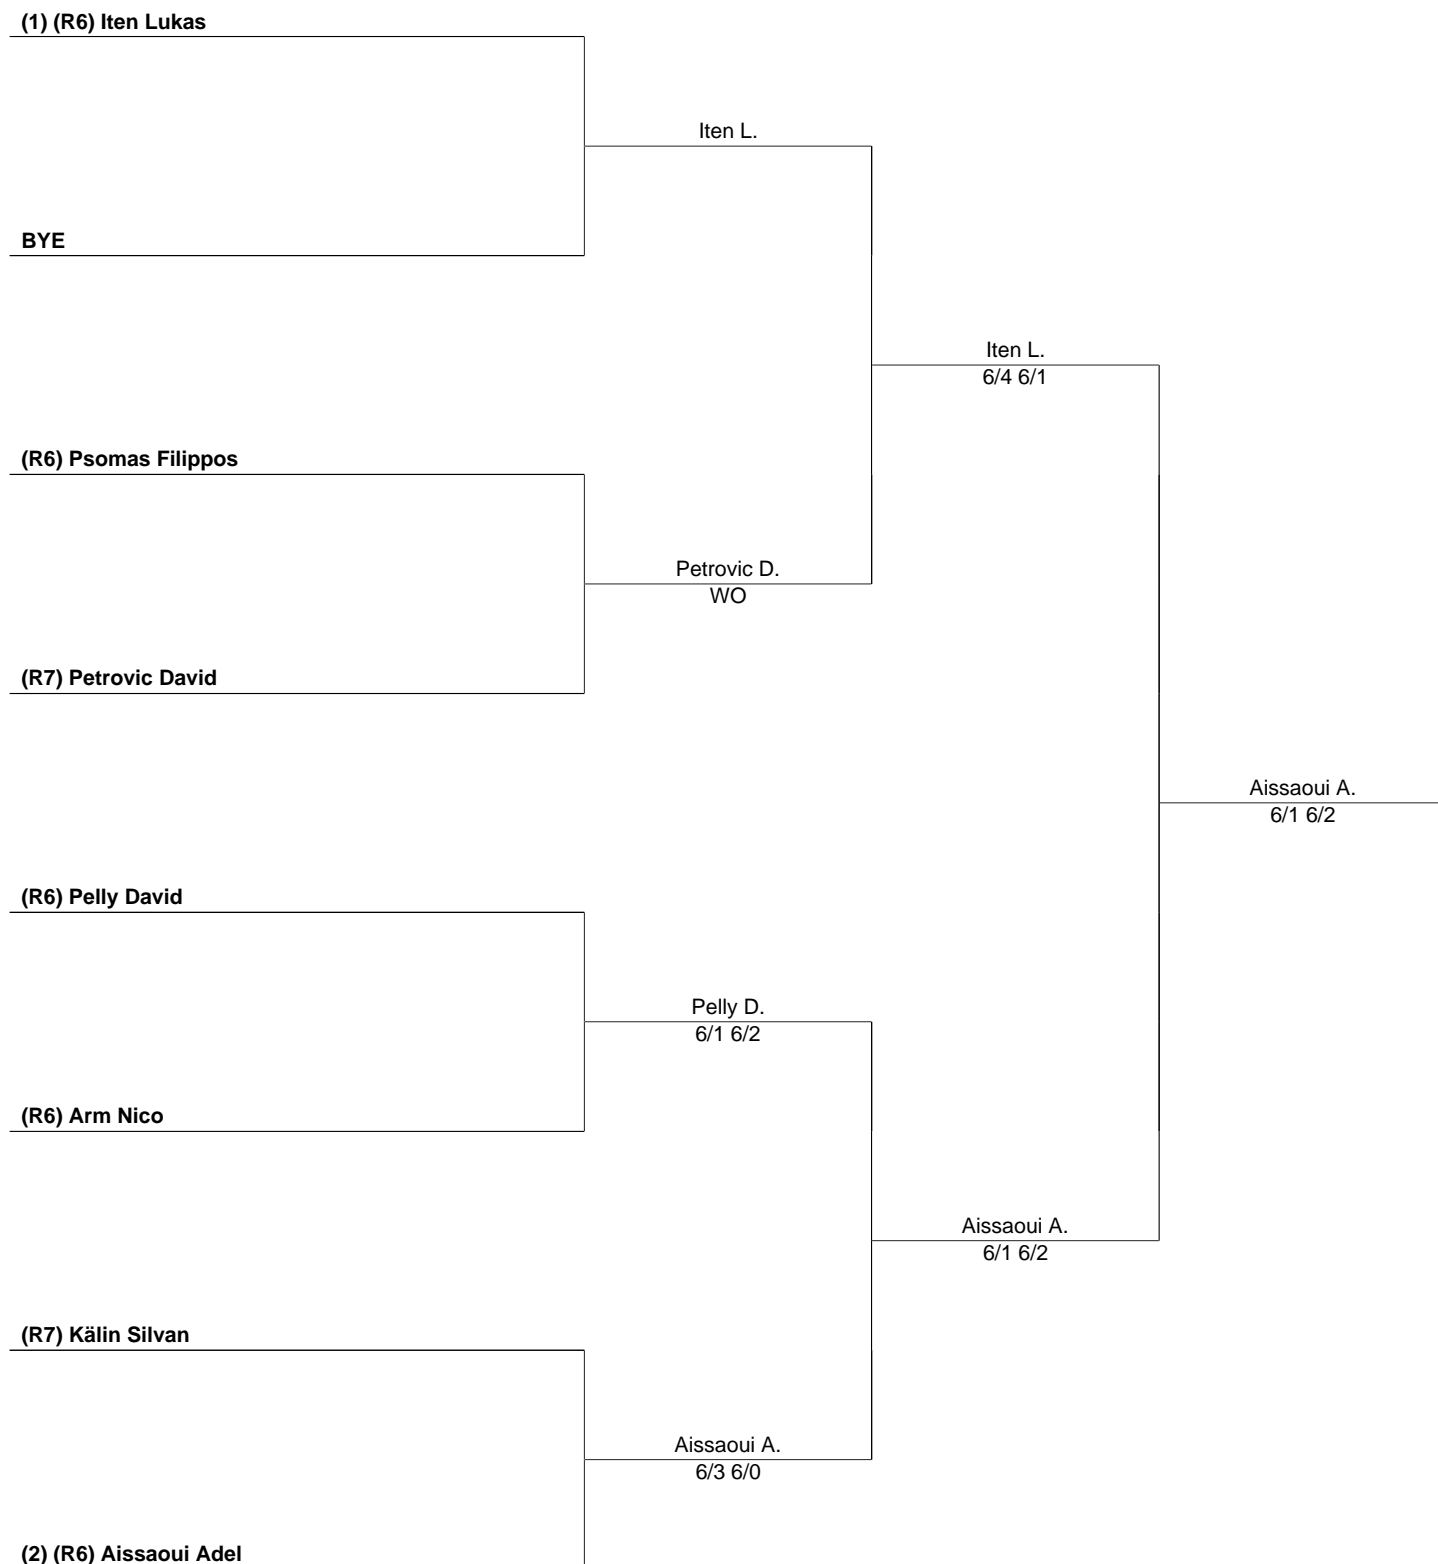 (1) (R6) Iten Lukas
Iten L.
BYE
Iten L.
6/4 6/1
(R6) Psomas Filippos
Petrovic D.
WO
(R7) Petrovic David
Aissaoui A.
6/1 6/2
(R6) Pelly David
Pelly D.
6/1 6/2
(R6) Arm Nico
Aissaoui A.
6/1 6/2
(R7) Kälin Silvan
Aissaoui A.
6/3 6/0
(2) (R6) Aissaoui Adel